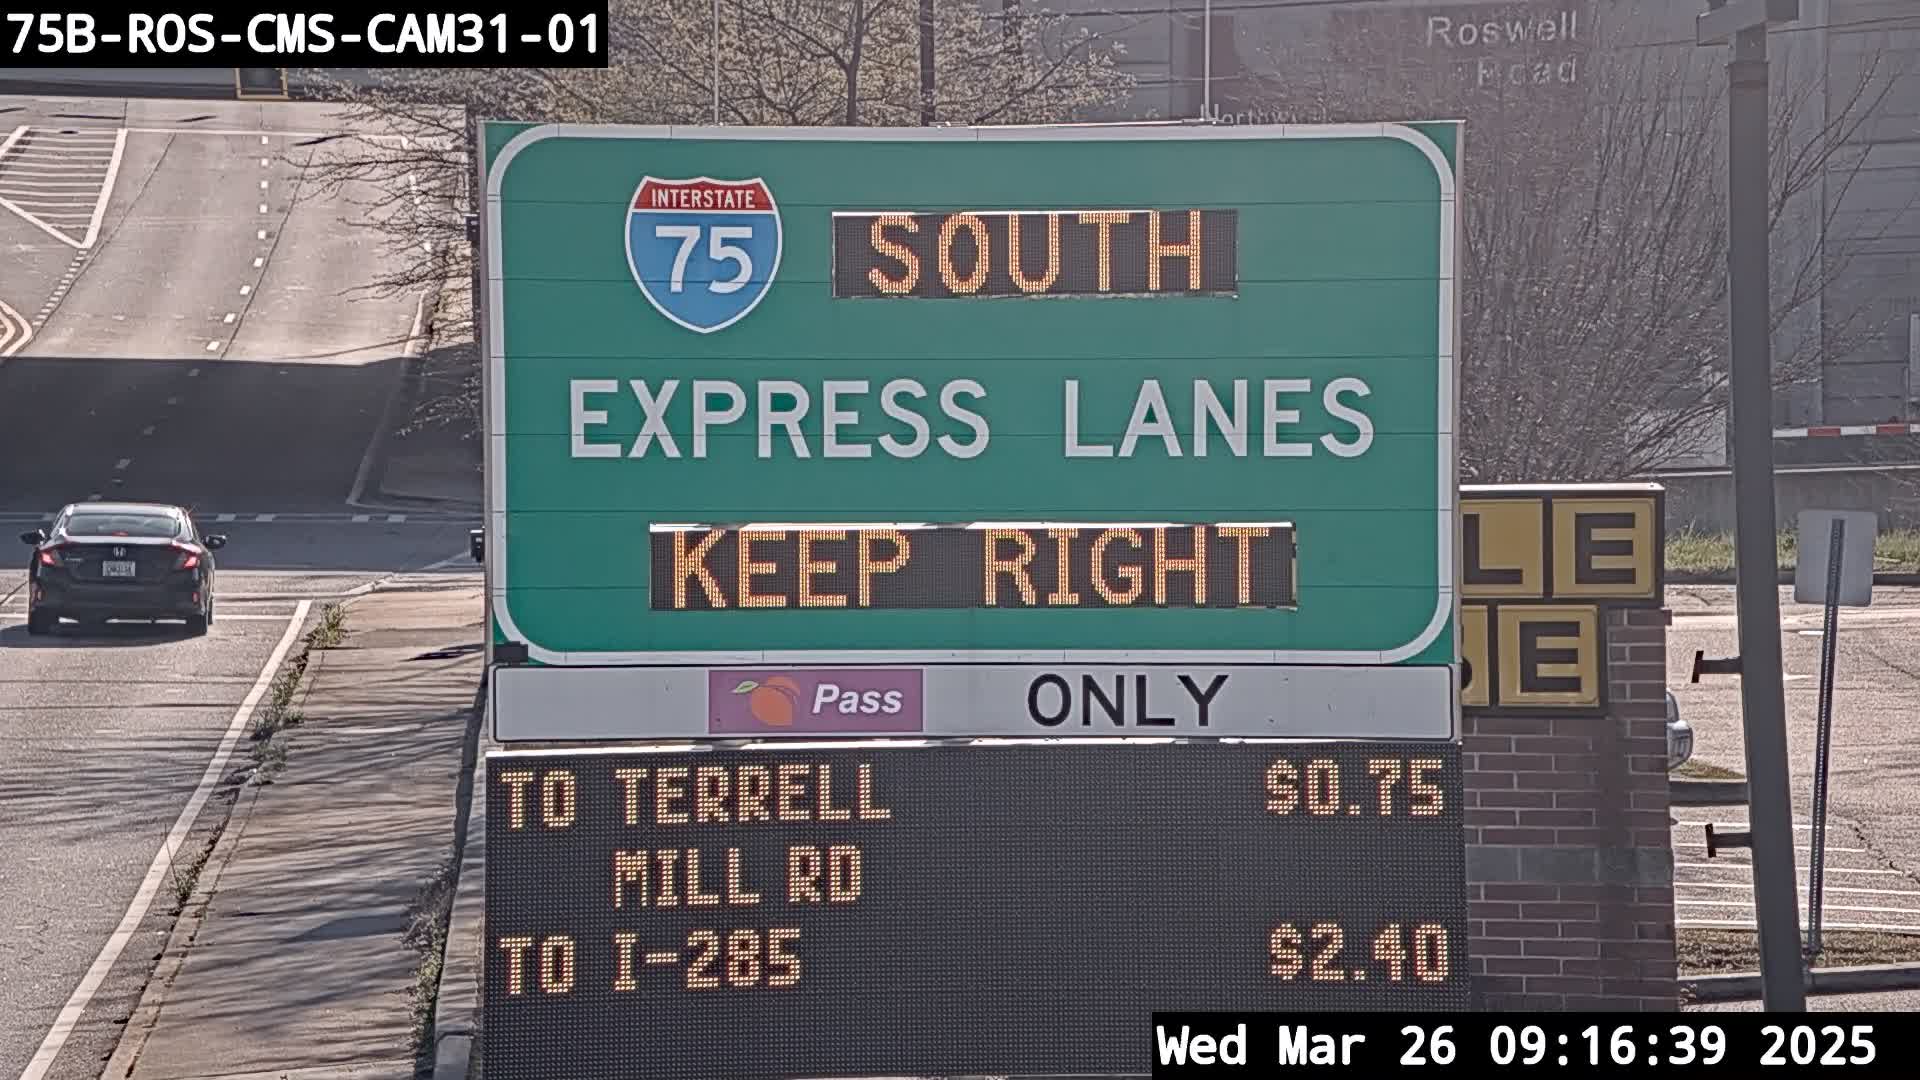 75B-ROS-CMS-CAM31-01
Roswell
Road
INTERSTATE
75
SOUTH
EXPRESS LANES
KEEP RIGHT
LE
E
Pass ONLY
TO TERRELL $0.75
MILL RD
TO I-285 $2.40
Wed Mar 26 09:16:39 2025